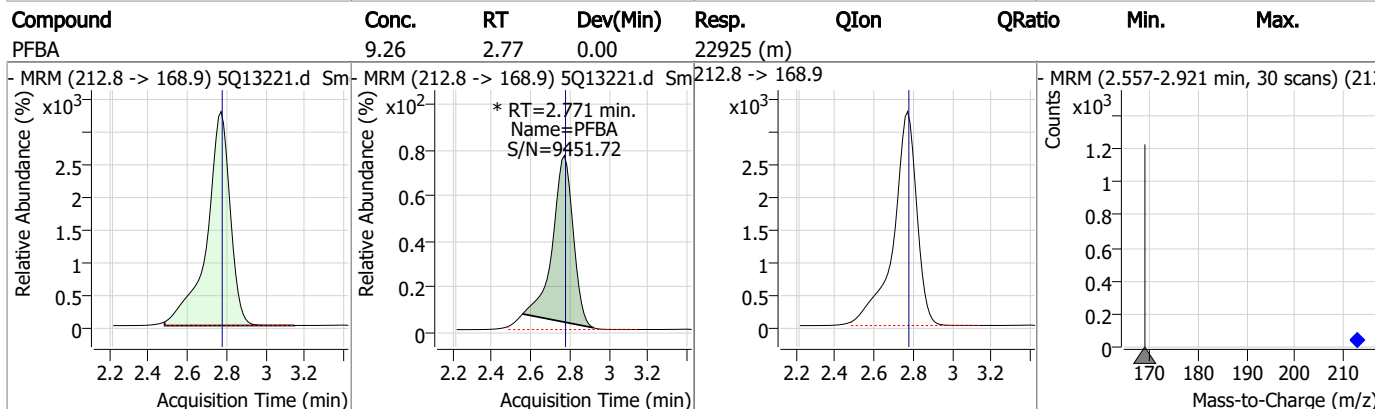 Compound Conc. RT Dev(Min) Resp. QIon QRatio Min. Max.
PFBA 9.26 2.77 0.00 22925 (m)
- MRM (212.8 -> 168.9) 5Q13221.d Sm
Relative Abundance (%)
x10³
2.5
2
1.5
1
0.5
0
2.2 2.4 2.6 2.8 3 3.2
Acquisition Time (min)
- MRM (212.8 -> 168.9) 5Q13221.d Sm
Relative Abundance (%)
x10²
* RT=2.771 min.
Name=PFBA
S/N=9451.72
0.8
0.6
0.4
0.2
0
2.2 2.4 2.6 2.8 3 3.2
Acquisition Time (min)
212.8 -> 168.9
x10³
2.5
2
1.5
1
0.5
0
2.2 2.4 2.6 2.8 3 3.2
Acquisition Time (min)
- MRM (2.557-2.921 min, 30 scans) (212
Counts
x10³
1.2
1
0.8
0.6
0.4
0.2
0
170 180 190 200 210
Mass-to-Charge (m/z)